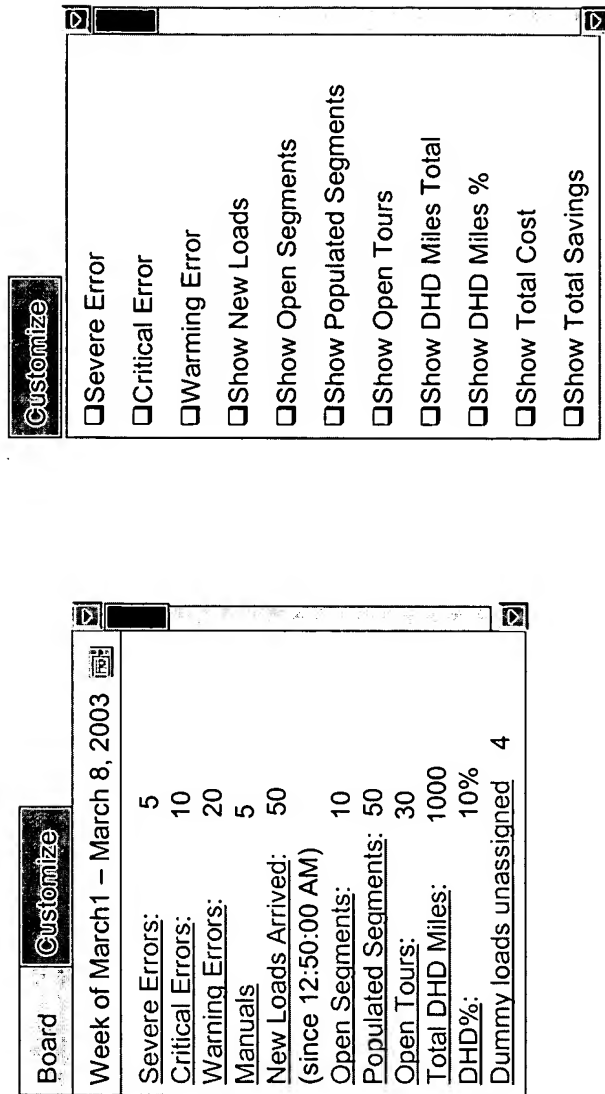 Board Customize
Week of March1 – March 8, 2003
Severe Errors: 5
Critical Errors: 10
Warning Errors: 20
Manuals 5
New Loads Arrived: 50
(since 12:50:00 AM)
Open Segments: 10
Populated Segments: 50
Open Tours: 30
Total DHD Miles: 1000
DHD%: 10%
Dummy loads unassigned 4
Customize
Severe Error
Critical Error
Warming Error
Show New Loads
Show Open Segments
Show Populated Segments
Show Open Tours
Show DHD Miles Total
Show DHD Miles %
Show Total Cost
Show Total Savings